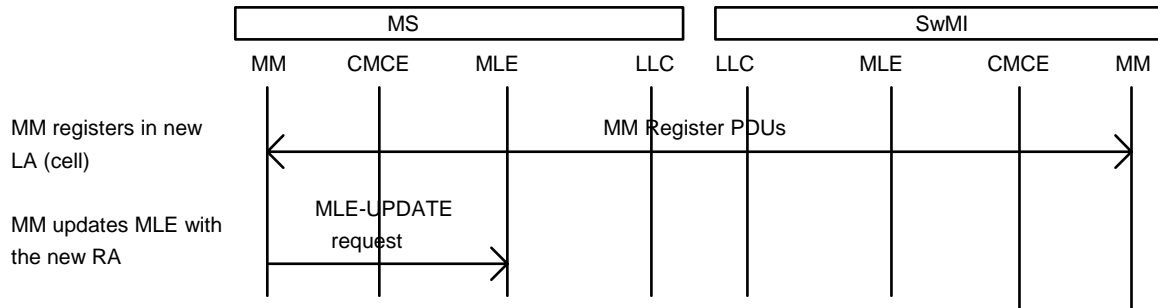 MS SwMI
MM CMCE MLE LLC LLC MLE CMCE MM
MM registers in new
LA (cell)
MM Register PDUs
MM updates MLE with
the new RA
MLE-UPDATE
request